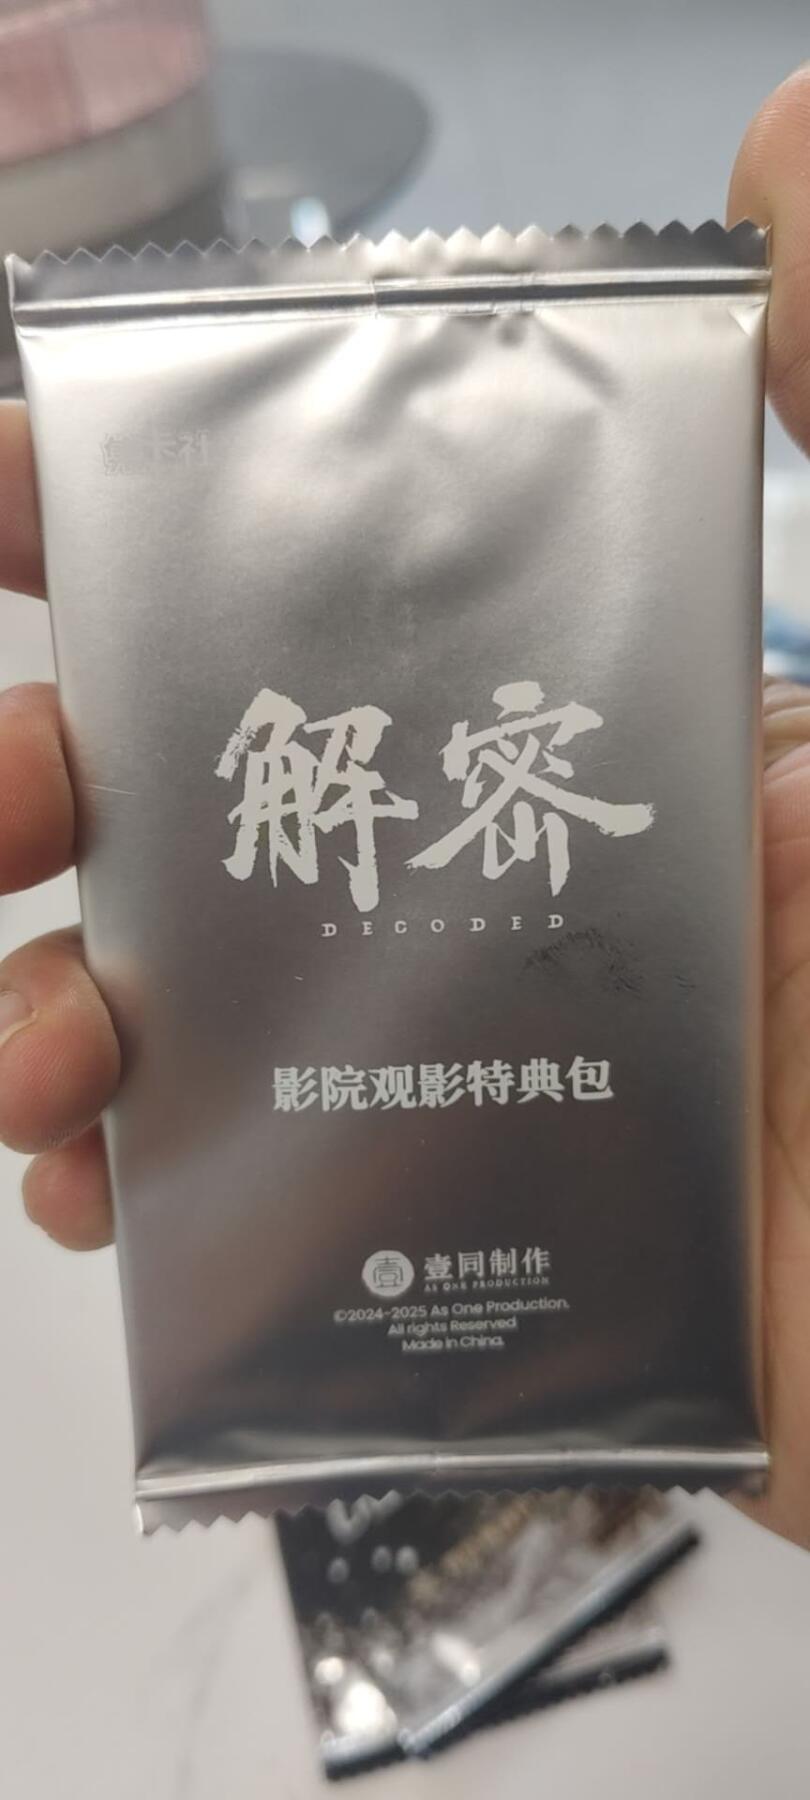 解密
DECODED
影院观影特典包
壹
壹同制作
AS ONE PRODUCTION
©2024-2025 As One Production.
All rights Reserved
Made in China.